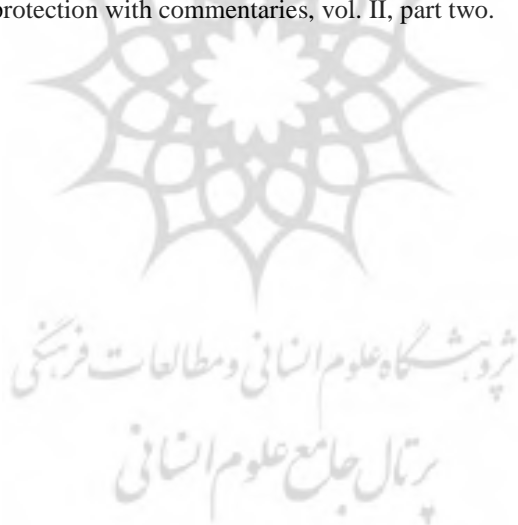 protection with commentaries, vol. II, part two.
پژوهشگاه علوم انسانی و مطالعات فرهنگی
پرتال جامع علوم انسانی